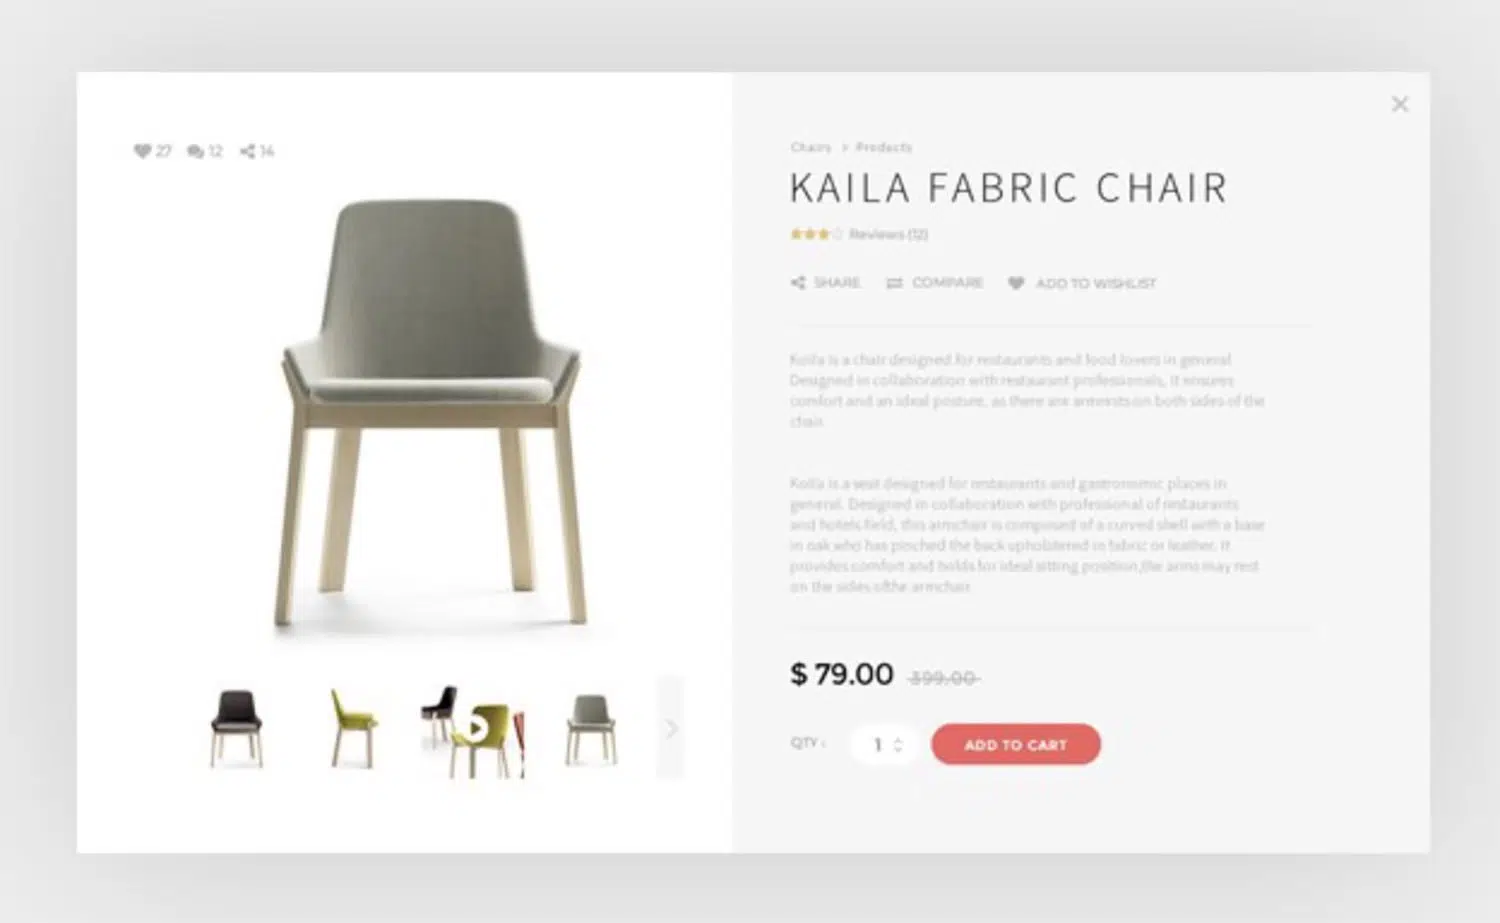 27 12 14
Chairs > Products
KAILA FABRIC CHAIR
Reviews (12)
SHARE COMPARE ADD TO WISHLIST
Kaila is a chair designed for restaurants and food lovers in general
Designed in collaboration with restaurant professionals, it ensures
comfort and an ideal posture, as there are armrests on both sides of the
chair.
Kaila is a seat designed for restaurants and gastronomic places in
general. Designed in collaboration with professional of restaurants
and hotels field, this armchair is composed of a curved shell with a base
in oak who has pinched the back upholstered in fabric or leather. It
provides comfort and holds for ideal sitting position,the arms may rest
on the sides ofthe armchair.
$ 79.00 399.00
QTY : 1 ADD TO CART